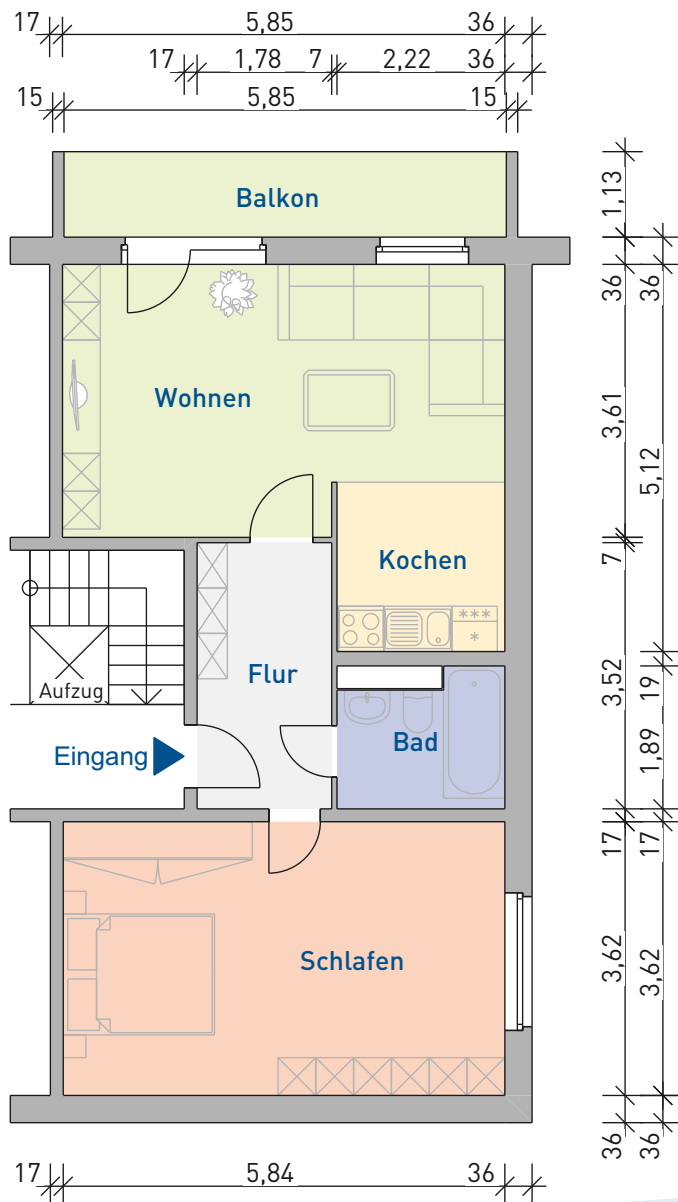 17 5,85 36
17 1,78 7 2,22 36
15 5,85 15
Balkon
1,13
36 36
Wohnen
3,61
5,12
Kochen
7
Flur
3,52
19
Aufzug
Eingang
Bad
1,89
17 17
Schlafen
3,62 3,62
36 36
17 5,84 36